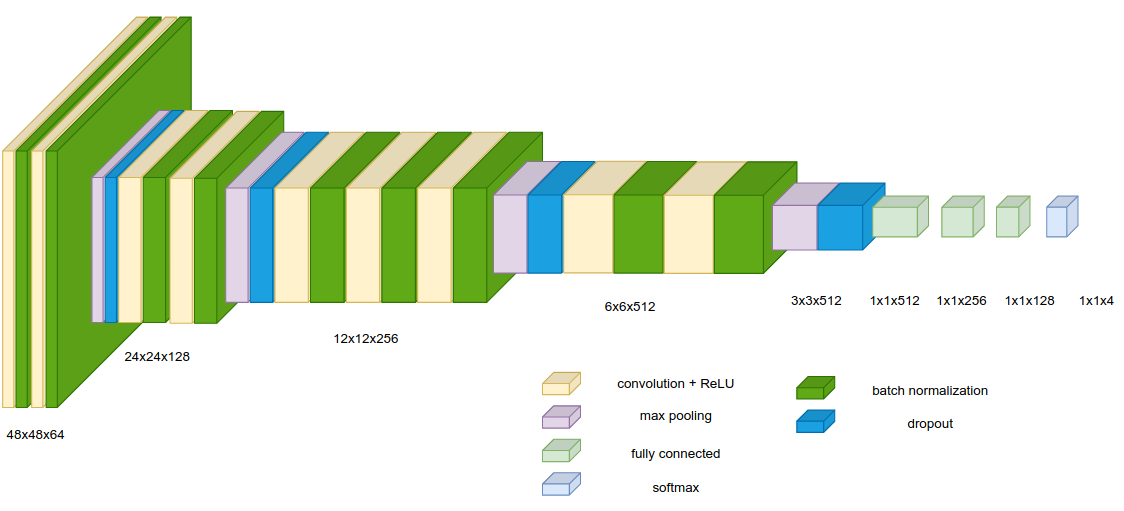 48x48x64
24x24x128
12x12x256
6x6x512
3x3x512
1x1x512
1x1x256
1x1x128
1x1x4
convolution + ReLU
max pooling
fully connected
softmax
batch normalization
dropout